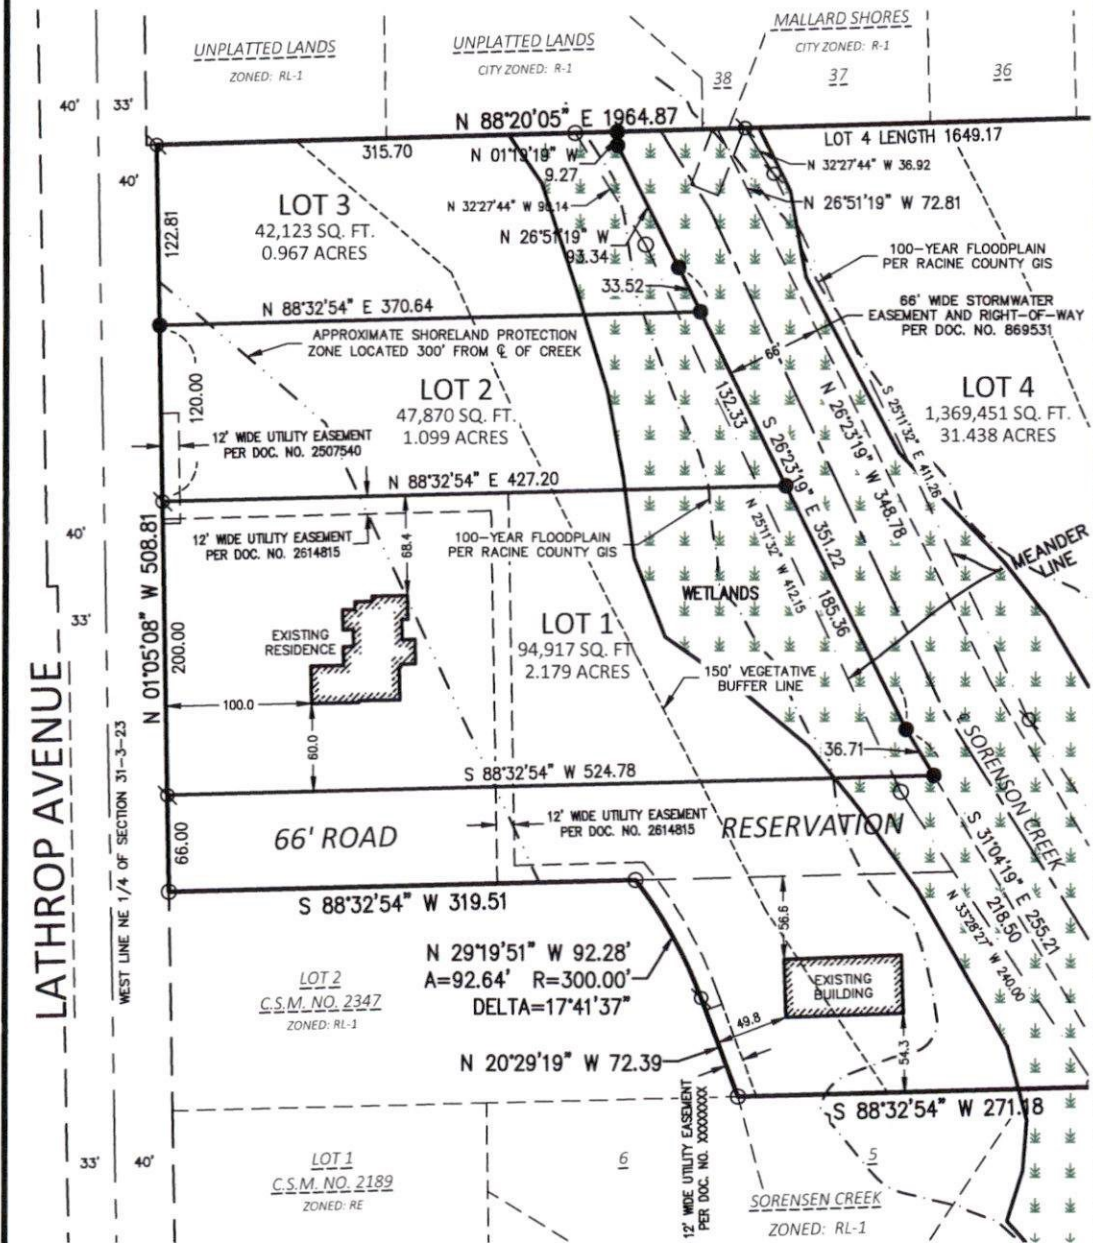 UNPLATTED LANDS
ZONED: RL-1
UNPLATTED LANDS
CITY ZONED: R-1
MALLARD SHORES
CITY ZONED: R-1
38
37
36
40'
33'
N 88°20'05" E 1964.87
LOT 4 LENGTH 1649.17
315.70
N 01°19'19" W
9.27
N 32°27'44" W 36.92
40'
N 26°51'19" W 72.81
LOT 3
42,123 SQ. FT.
0.967 ACRES
N 32°27'44" W 90.14
122.81
N 26°51'19" W
93.34
33.52
100-YEAR FLOODPLAIN
PER RACINE COUNTY GIS
66' WIDE STORMWATER
EASEMENT AND RIGHT-OF-WAY
PER DOC. NO. 869531
N 88°32'54" E 370.64
APPROXIMATE SHORELAND PROTECTION
ZONE LOCATED 300' FROM ℄ OF CREEK
66'
LOT 2
47,870 SQ. FT.
1.099 ACRES
120.00
132.33
LOT 4
1,369,451 SQ. FT.
31.438 ACRES
S 25°11'32" E 411.26
N 26°23'19" W 348.78
S 26°23'19" E 351.22
12' WIDE UTILITY EASEMENT
PER DOC. NO. 2507540
N 88°32'54" E 427.20
40'
12' WIDE UTILITY EASEMENT
PER DOC. NO. 2614815
68.4
100-YEAR FLOODPLAIN
PER RACINE COUNTY GIS
N 25°11'32" W 412.15
MEANDER
LINE
WETLANDS
185.36
33'
N 01°05'08" W 508.81
200.00
EXISTING
RESIDENCE
LOT 1
94,917 SQ. FT
2.179 ACRES
150' VEGETATIVE
BUFFER LINE
100.0
60.0
36.71
℄ SORENSON CREEK
S 88°32'54" W 524.78
LATHROP AVENUE
WEST LINE NE 1/4 OF SECTION 31-3-23
66.00
66' ROAD
12' WIDE UTILITY EASEMENT
PER DOC. NO. 2614815
RESERVATION
S 31°04'19" E 255.21
218.50
N 33°28'27" W 240.00
S 88°32'54" W 319.51
56.6
N 29°19'51" W 92.28'
A=92.64' R=300.00'
DELTA=17°41'37"
LOT 2
C.S.M. NO. 2347
ZONED: RL-1
EXISTING
BUILDING
49.8
54.3
N 20°29'19" W 72.39
12' WIDE UTILITY EASEMENT
PER DOC. NO. XXXXXXXX
S 88°32'54" W 271.18
33'
40'
LOT 1
C.S.M. NO. 2189
ZONED: RE
6
5
SORENSEN CREEK
ZONED: RL-1